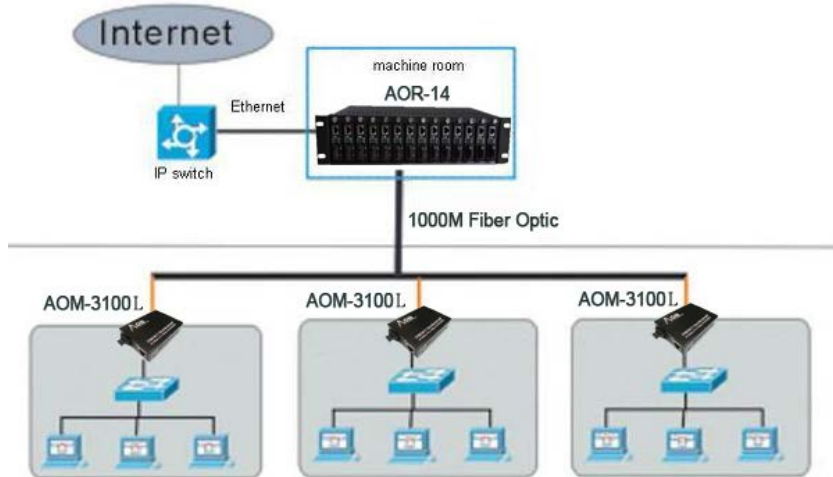 Internet
machine room
AOR-14
Ethernet
IP switch
1000M Fiber Optic
AOM-3100L
AOM-3100L
AOM-3100L